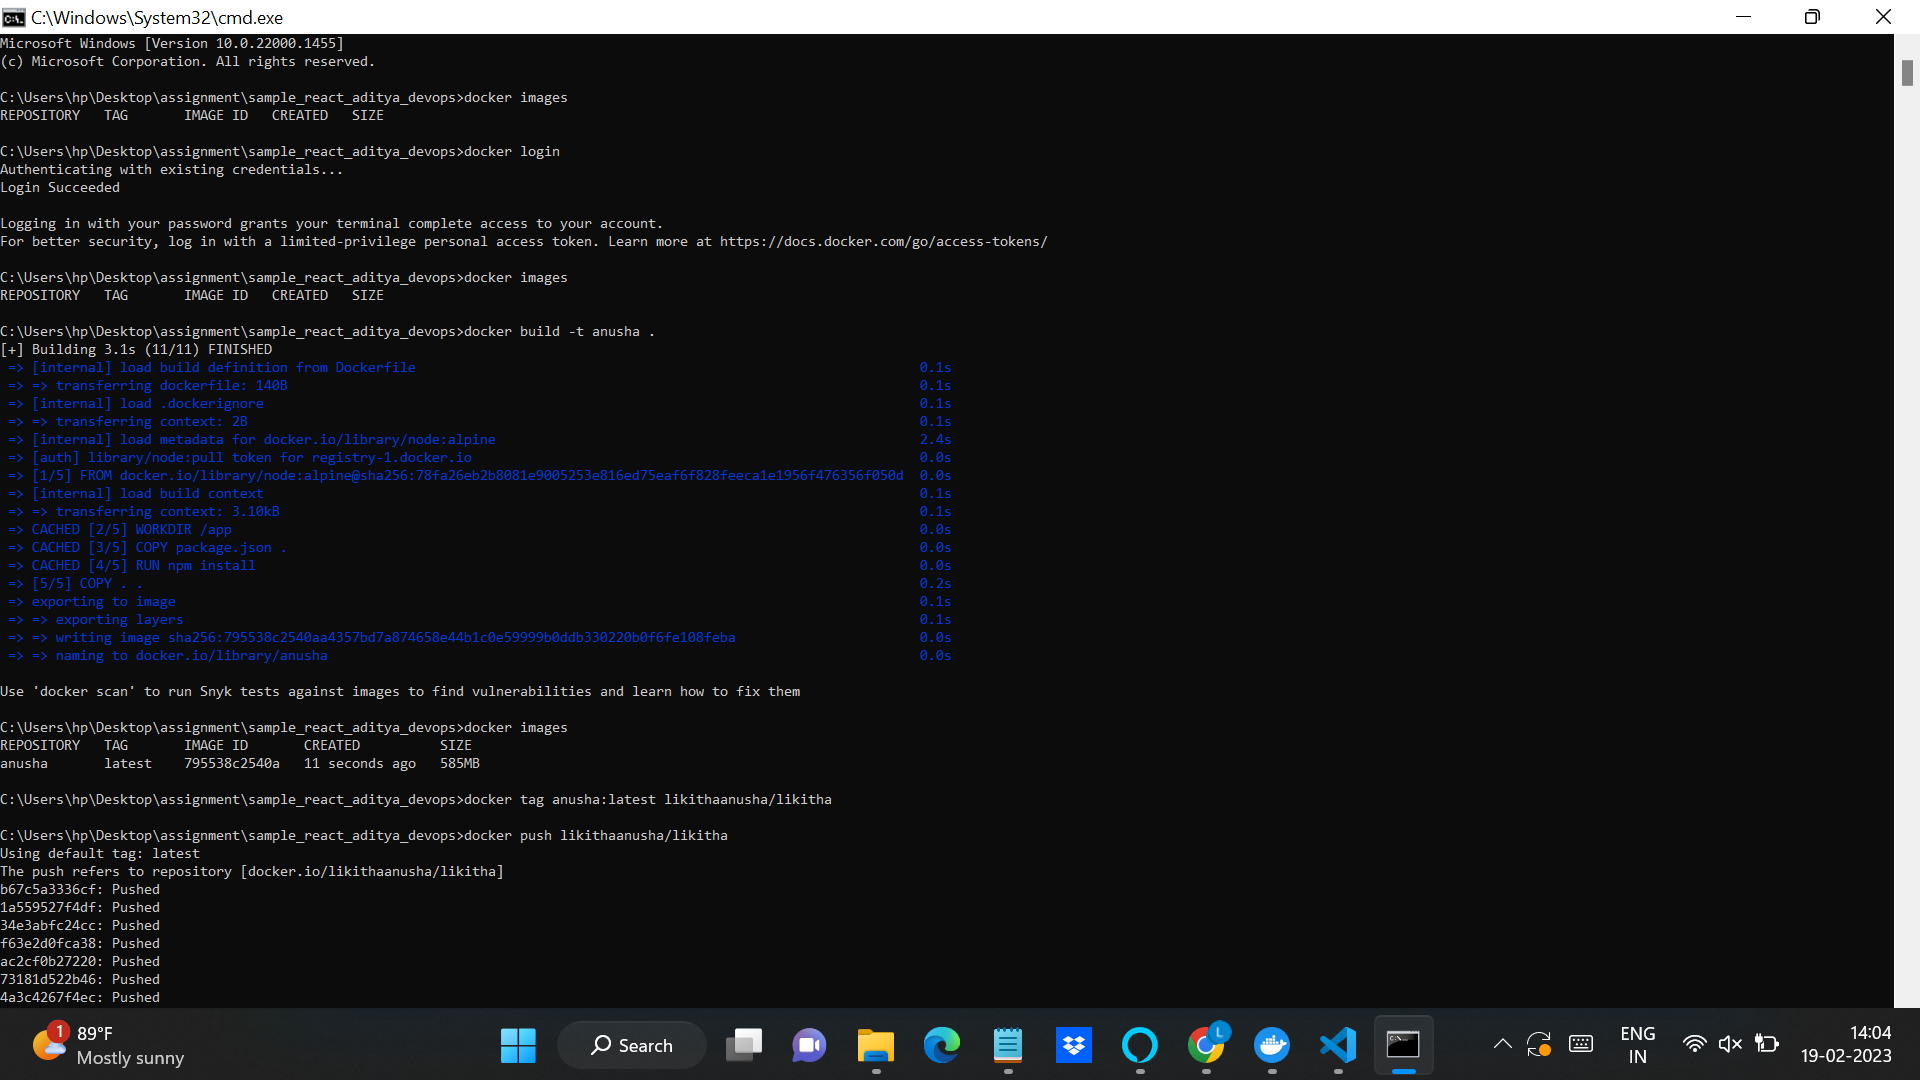 C:\Windows\System32\cmd.exe
Microsoft Windows [Version 10.0.22000.1455]
(c) Microsoft Corporation. All rights reserved.
C:\Users\hp\Desktop\assignment\sample_react_aditya_devops>docker images
REPOSITORY   TAG       IMAGE ID   CREATED   SIZE
C:\Users\hp\Desktop\assignment\sample_react_aditya_devops>docker login
Authenticating with existing credentials...
Login Succeeded
Logging in with your password grants your terminal complete access to your account.
For better security, log in with a limited-privilege personal access token. Learn more at https://docs.docker.com/go/access-tokens/
C:\Users\hp\Desktop\assignment\sample_react_aditya_devops>docker images
REPOSITORY   TAG       IMAGE ID   CREATED   SIZE
C:\Users\hp\Desktop\assignment\sample_react_aditya_devops>docker build -t anusha .
[+] Building 3.1s (11/11) FINISHED
=> [internal] load build definition from Dockerfile 0.1s
=> => transferring dockerfile: 140B 0.1s
=> [internal] load .dockerignore 0.1s
=> => transferring context: 2B 0.1s
=> [internal] load metadata for docker.io/library/node:alpine 2.4s
=> [auth] library/node:pull token for registry-1.docker.io 0.0s
=> [1/5] FROM docker.io/library/node:alpine@sha256:78fa26eb2b8081e9005253e816ed75eaf6f828feeca1e1956f476356f050d 0.0s
=> [internal] load build context 0.1s
=> => transferring context: 3.10kB 0.1s
=> CACHED [2/5] WORKDIR /app 0.0s
=> CACHED [3/5] COPY package.json . 0.0s
=> CACHED [4/5] RUN npm install 0.0s
=> [5/5] COPY . . 0.2s
=> exporting to image 0.1s
=> => exporting layers 0.1s
=> => writing image sha256:795538c2540aa4357bd7a874658e44b1c0e59999b0ddb330220b0f6fe108feba 0.0s
=> => naming to docker.io/library/anusha 0.0s
Use 'docker scan' to run Snyk tests against images to find vulnerabilities and learn how to fix them
C:\Users\hp\Desktop\assignment\sample_react_aditya_devops>docker images
REPOSITORY   TAG       IMAGE ID       CREATED          SIZE
anusha       latest    795538c2540a   11 seconds ago   585MB
C:\Users\hp\Desktop\assignment\sample_react_aditya_devops>docker tag anusha:latest likithaanusha/likitha
C:\Users\hp\Desktop\assignment\sample_react_aditya_devops>docker push likithaanusha/likitha
Using default tag: latest
The push refers to repository [docker.io/likithaanusha/likitha]
b67c5a3336cf: Pushed
1a559527f4df: Pushed
34e3abfc24cc: Pushed
f63e2d0fca38: Pushed
ac2cf0b27220: Pushed
73181d522b46: Pushed
4a3c4267f4ec: Pushed
1
89°F
Mostly sunny
Search
L
ENG
IN
14:04
19-02-2023